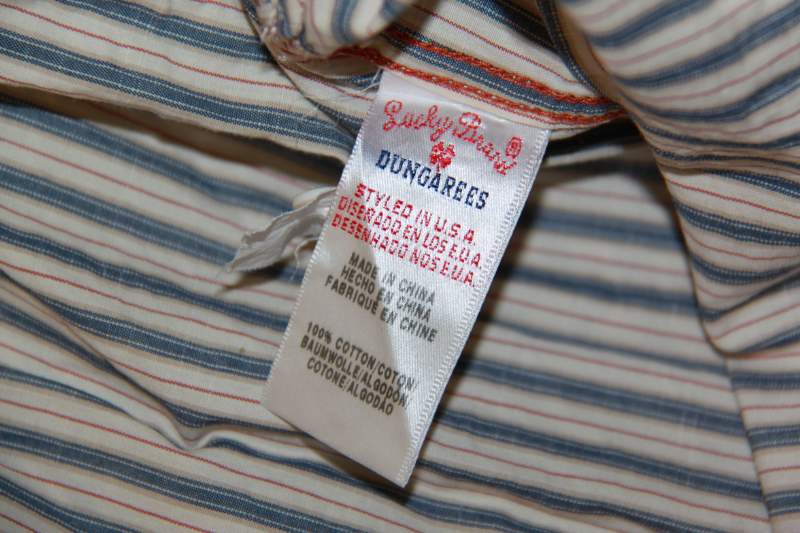 Lucky Brand®
DUNGAREES
STYLED IN U.S.A.
DISEÑADO EN LOS E.U.A.
DESENHADO NOS E.U.A.
MADE IN CHINA
HECHO EN CHINA
FABRIQUE EN CHINE
100% COTTON/COTON/
BAUMWOLLE/ALGODON/
COTONE/ALGODAO